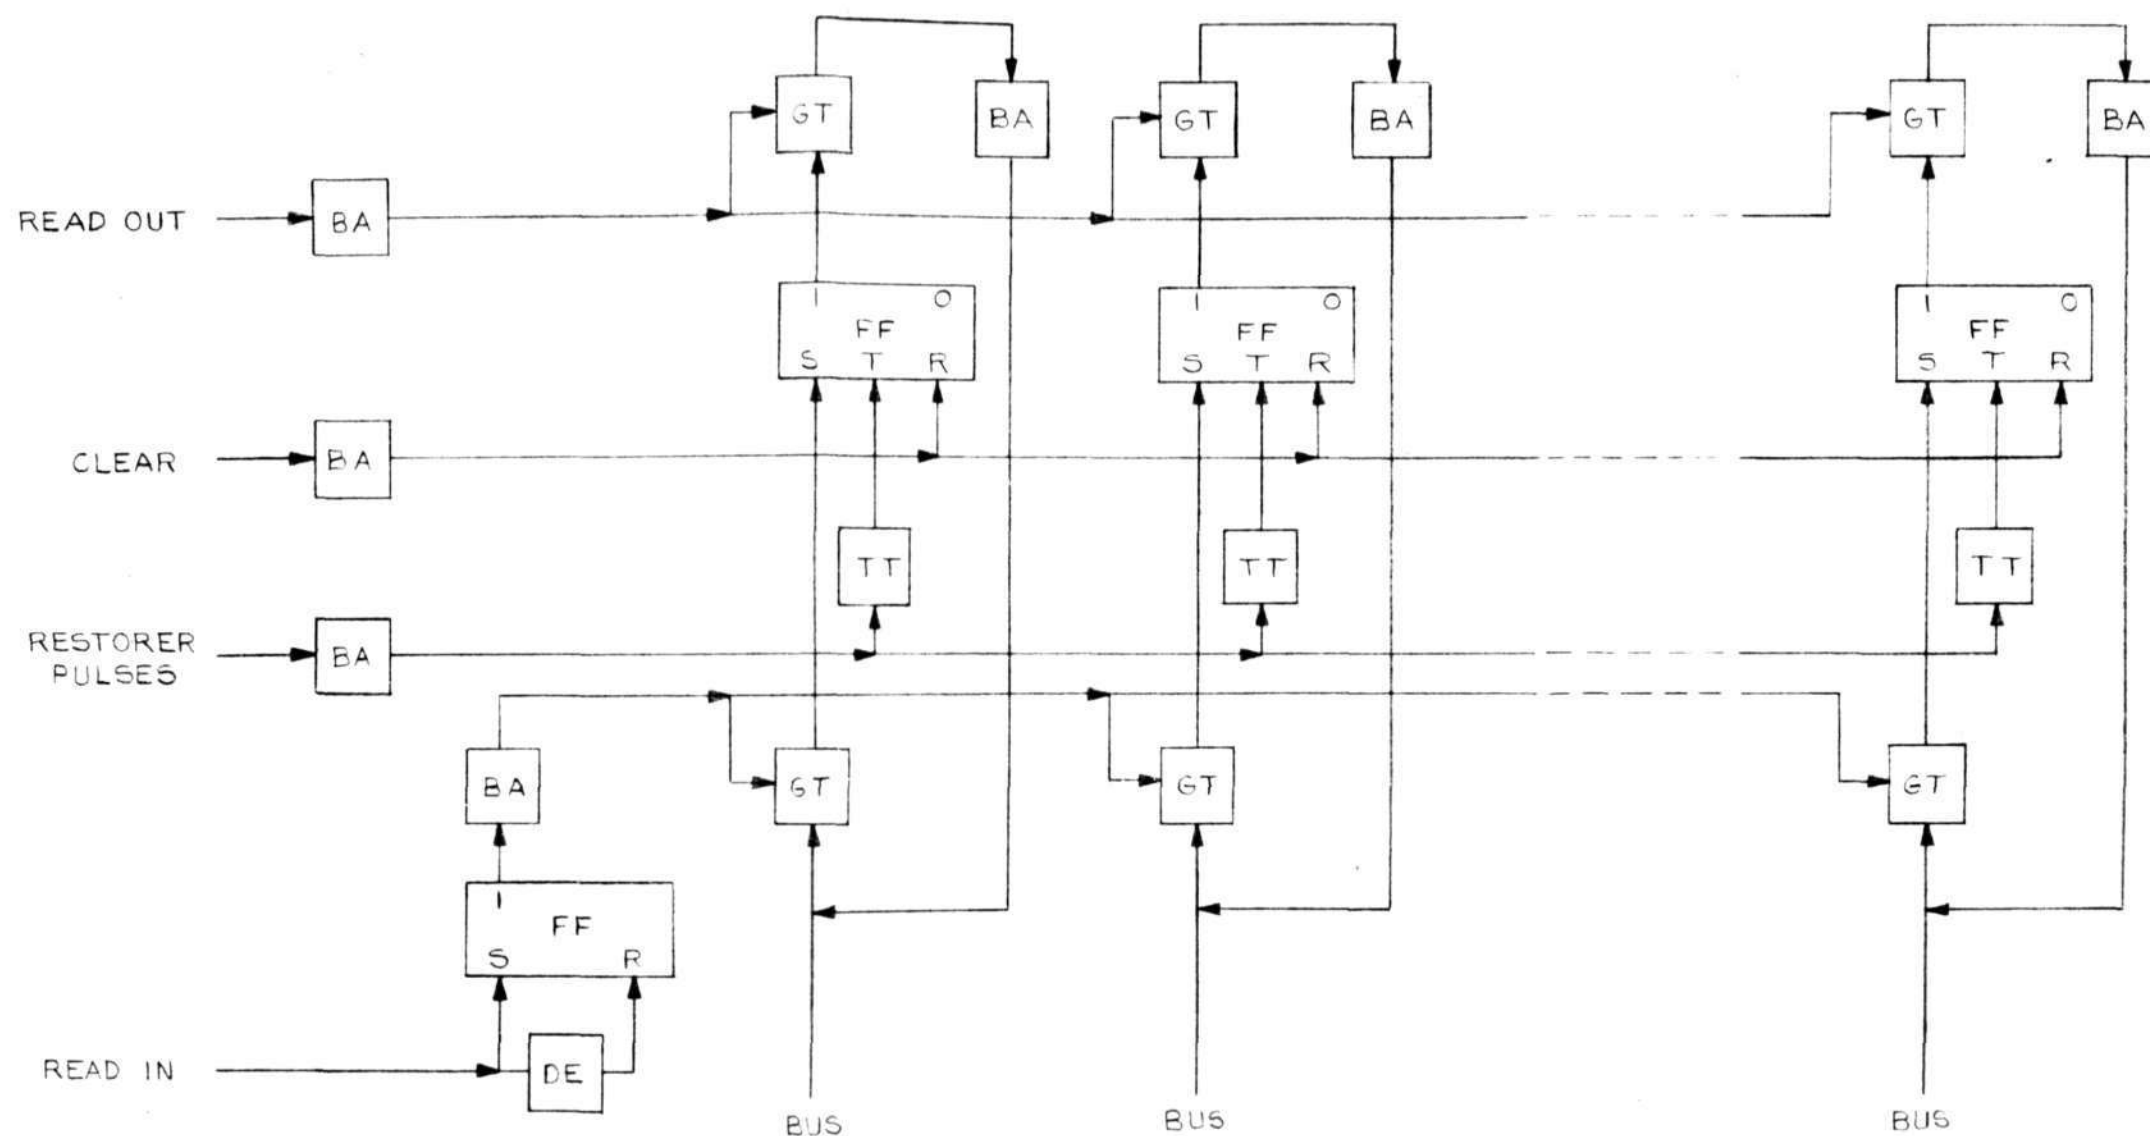 GT BA GT BA GT BA
READ OUT BA
1 0 1 0 1 0
FF FF FF
S T R S T R S T R
CLEAR BA
TT TT TT
RESTORER
PULSES
BA
BA GT GT GT
1
FF
S R
READ IN DE
BUS BUS BUS